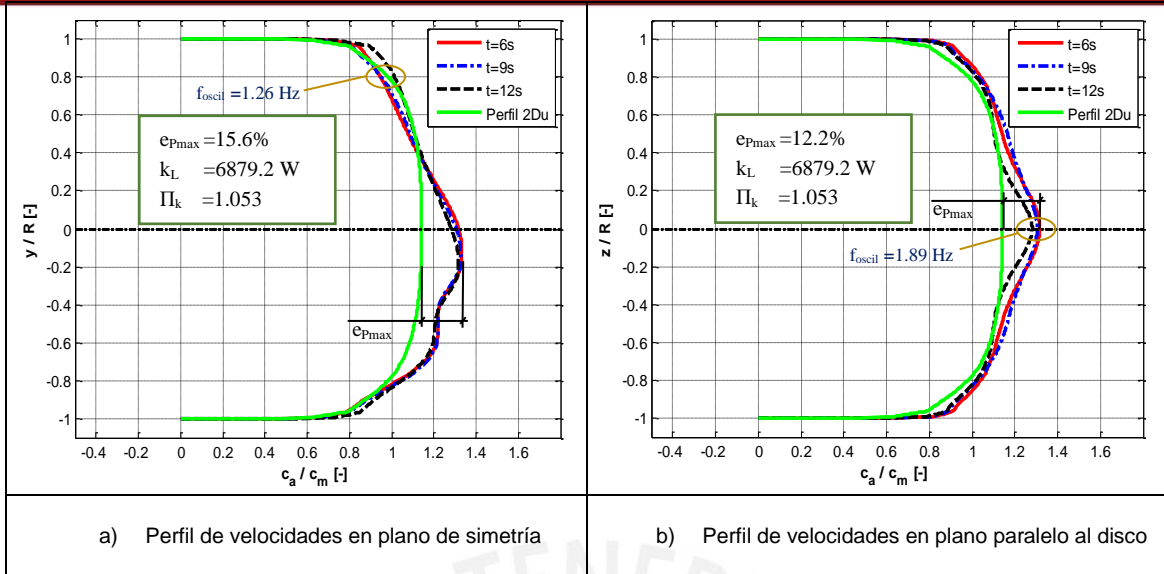 1
0.8
0.6
0.4
0.2
0
-0.2
-0.4
-0.6
-0.8
-1
y / R [-]
-0.4 -0.2 0 0.2 0.4 0.6 0.8 1 1.2 1.4 1.6
c_a / c_m [-]
t=6s
t=9s
t=12s
Perfil 2Du
f_oscil =1.26 Hz
e_Pmax =15.6%
k_L =6879.2 W
Π_k =1.053
e_Pmax
a) Perfil de velocidades en plano de simetría
1
0.8
0.6
0.4
0.2
0
-0.2
-0.4
-0.6
-0.8
-1
z / R [-]
-0.4 -0.2 0 0.2 0.4 0.6 0.8 1 1.2 1.4 1.6
c_a / c_m [-]
t=6s
t=9s
t=12s
Perfil 2Du
e_Pmax =12.2%
k_L =6879.2 W
Π_k =1.053
e_Pmax
f_oscil =1.89 Hz
b) Perfil de velocidades en plano paralelo al disco